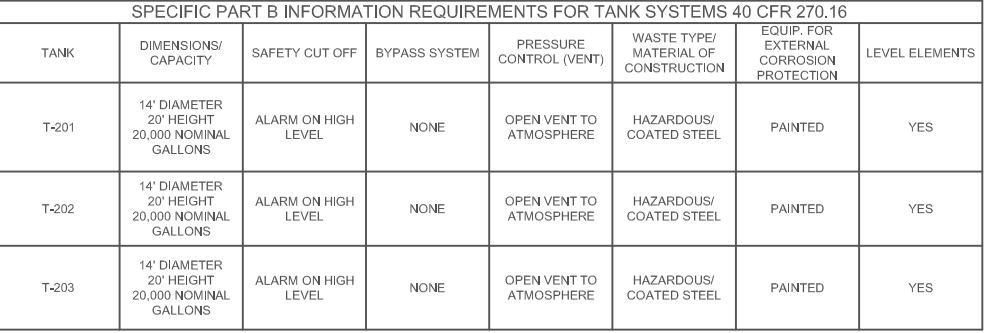 SPECIFIC PART B INFORMATION REQUIREMENTS FOR TANK SYSTEMS 40 CFR 270.16
TANK
DIMENSIONS/
CAPACITY
SAFETY CUT OFF
BYPASS SYSTEM
PRESSURE
CONTROL (VENT)
WASTE TYPE/
MATERIAL OF
CONSTRUCTION
EQUIP. FOR
EXTERNAL
CORROSION
PROTECTION
LEVEL ELEMENTS
T-201
14' DIAMETER
20' HEIGHT
20,000 NOMINAL
GALLONS
ALARM ON HIGH
LEVEL
NONE
OPEN VENT TO
ATMOSPHERE
HAZARDOUS/
COATED STEEL
PAINTED
YES
T-202
14' DIAMETER
20' HEIGHT
20,000 NOMINAL
GALLONS
ALARM ON HIGH
LEVEL
NONE
OPEN VENT TO
ATMOSPHERE
HAZARDOUS/
COATED STEEL
PAINTED
YES
T-203
14' DIAMETER
20' HEIGHT
20,000 NOMINAL
GALLONS
ALARM ON HIGH
LEVEL
NONE
OPEN VENT TO
ATMOSPHERE
HAZARDOUS/
COATED STEEL
PAINTED
YES